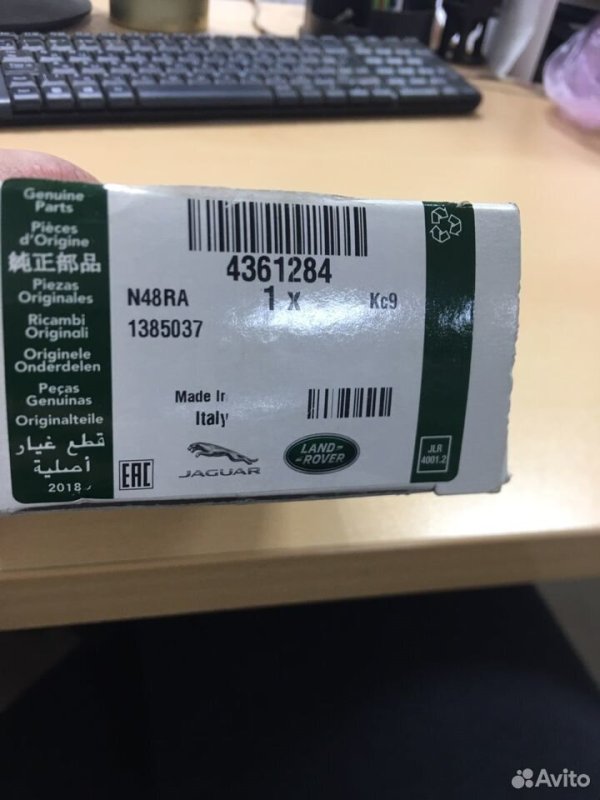 Genuine
Parts
Pièces
d'Origine
純正部品
Piezas
Originales
Ricambi
Originali
Originele
Onderdelen
Peças
Genuinas
Originalteile
قطع غيار
أصلية
2018
4361284
1 x
Kc9
N48RA
1385037
Made In
Italy
EAC
JAGUAR
LAND-
-ROVER
JLR
4001.2
Avito